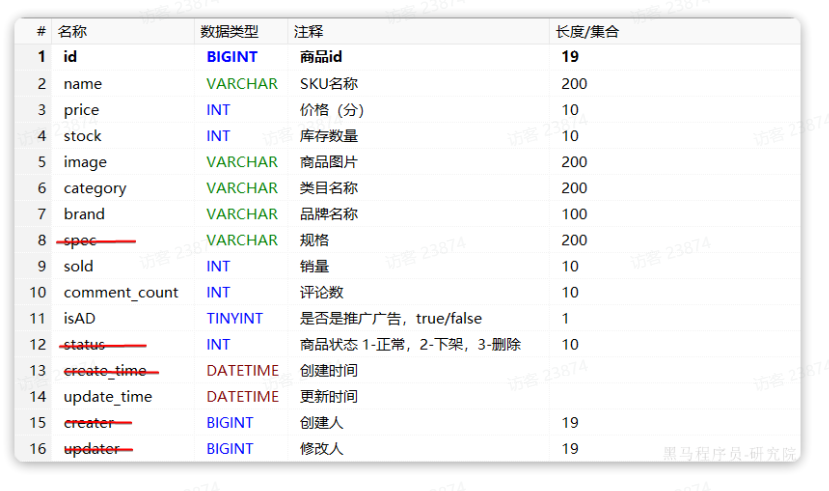 # 名称 数据类型 注释 长度/集合
1 id BIGINT 商品id 19
2 name VARCHAR SKU名称 200
3 price INT 价格（分） 10
4 stock INT 库存数量 10
5 image VARCHAR 商品图片 200
6 category VARCHAR 类目名称 200
7 brand VARCHAR 品牌名称 100
8 spec VARCHAR 规格 200
9 sold INT 销量 10
10 comment_count INT 评论数 10
11 isAD TINYINT 是否是推广广告，true/false 1
12 status INT 商品状态 1-正常，2-下架，3-删除 10
13 create_time DATETIME 创建时间
14 update_time DATETIME 更新时间
15 creater BIGINT 创建人 19
16 updater BIGINT 修改人 19
黑马程序员-研究院
访客 23874